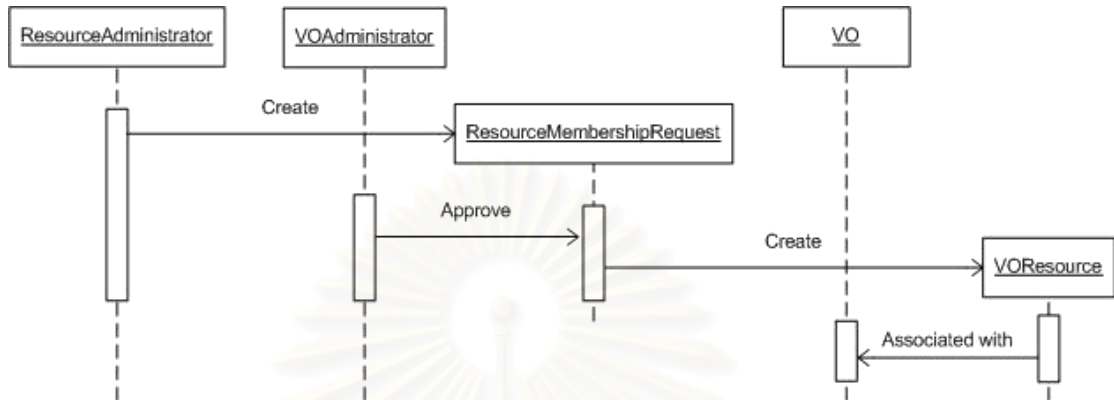 ResourceAdministrator
VOAdministrator
VO
Create
ResourceMembershipRequest
Approve
Create
VOResource
Associated with